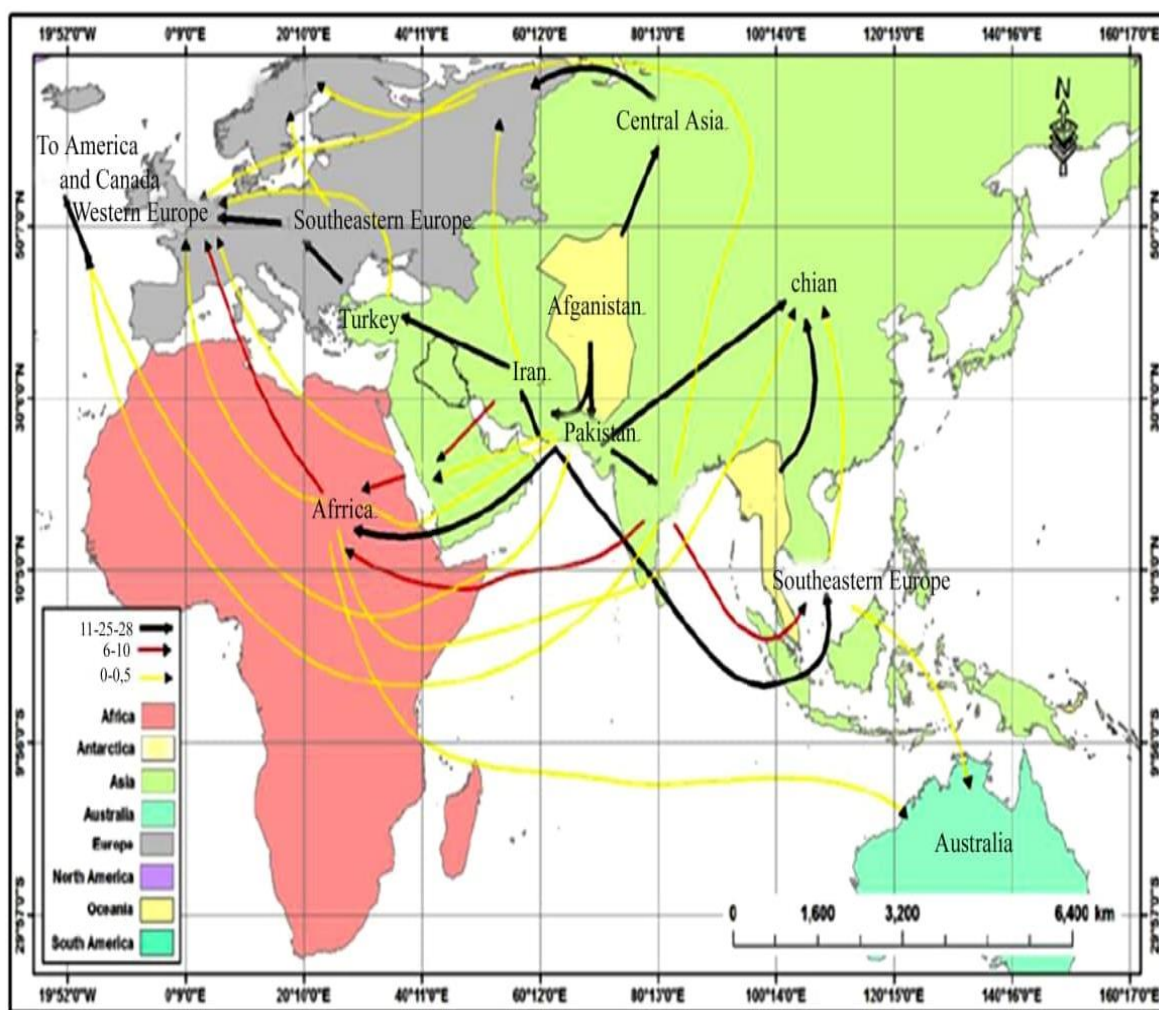 19°52'0"W 0°9'0"E 20°10'0"E 40°11'0"E 60°12'0"E 80°13'0"E 100°14'0"E 120°15'0"E 140°16'0"E 160°17'0"E
N
Central Asia.
To America
and Canada
Western Europe
Southeastern Europe
chian
Afganistan.
Turkey
Iran.
Pakistan.
Afrrica.
Southeastern Europe
Australia
11-25-28
6-10
0-0,5
Africa
Antarctica
Asia
Australia
Europe
North America
Oceania
South America
0 1,600 3,200 6,400 km
19°52'0"W 0°9'0"E 20°10'0"E 40°11'0"E 60°12'0"E 80°13'0"E 100°14'0"E 120°15'0"E 140°16'0"E 160°17'0"E